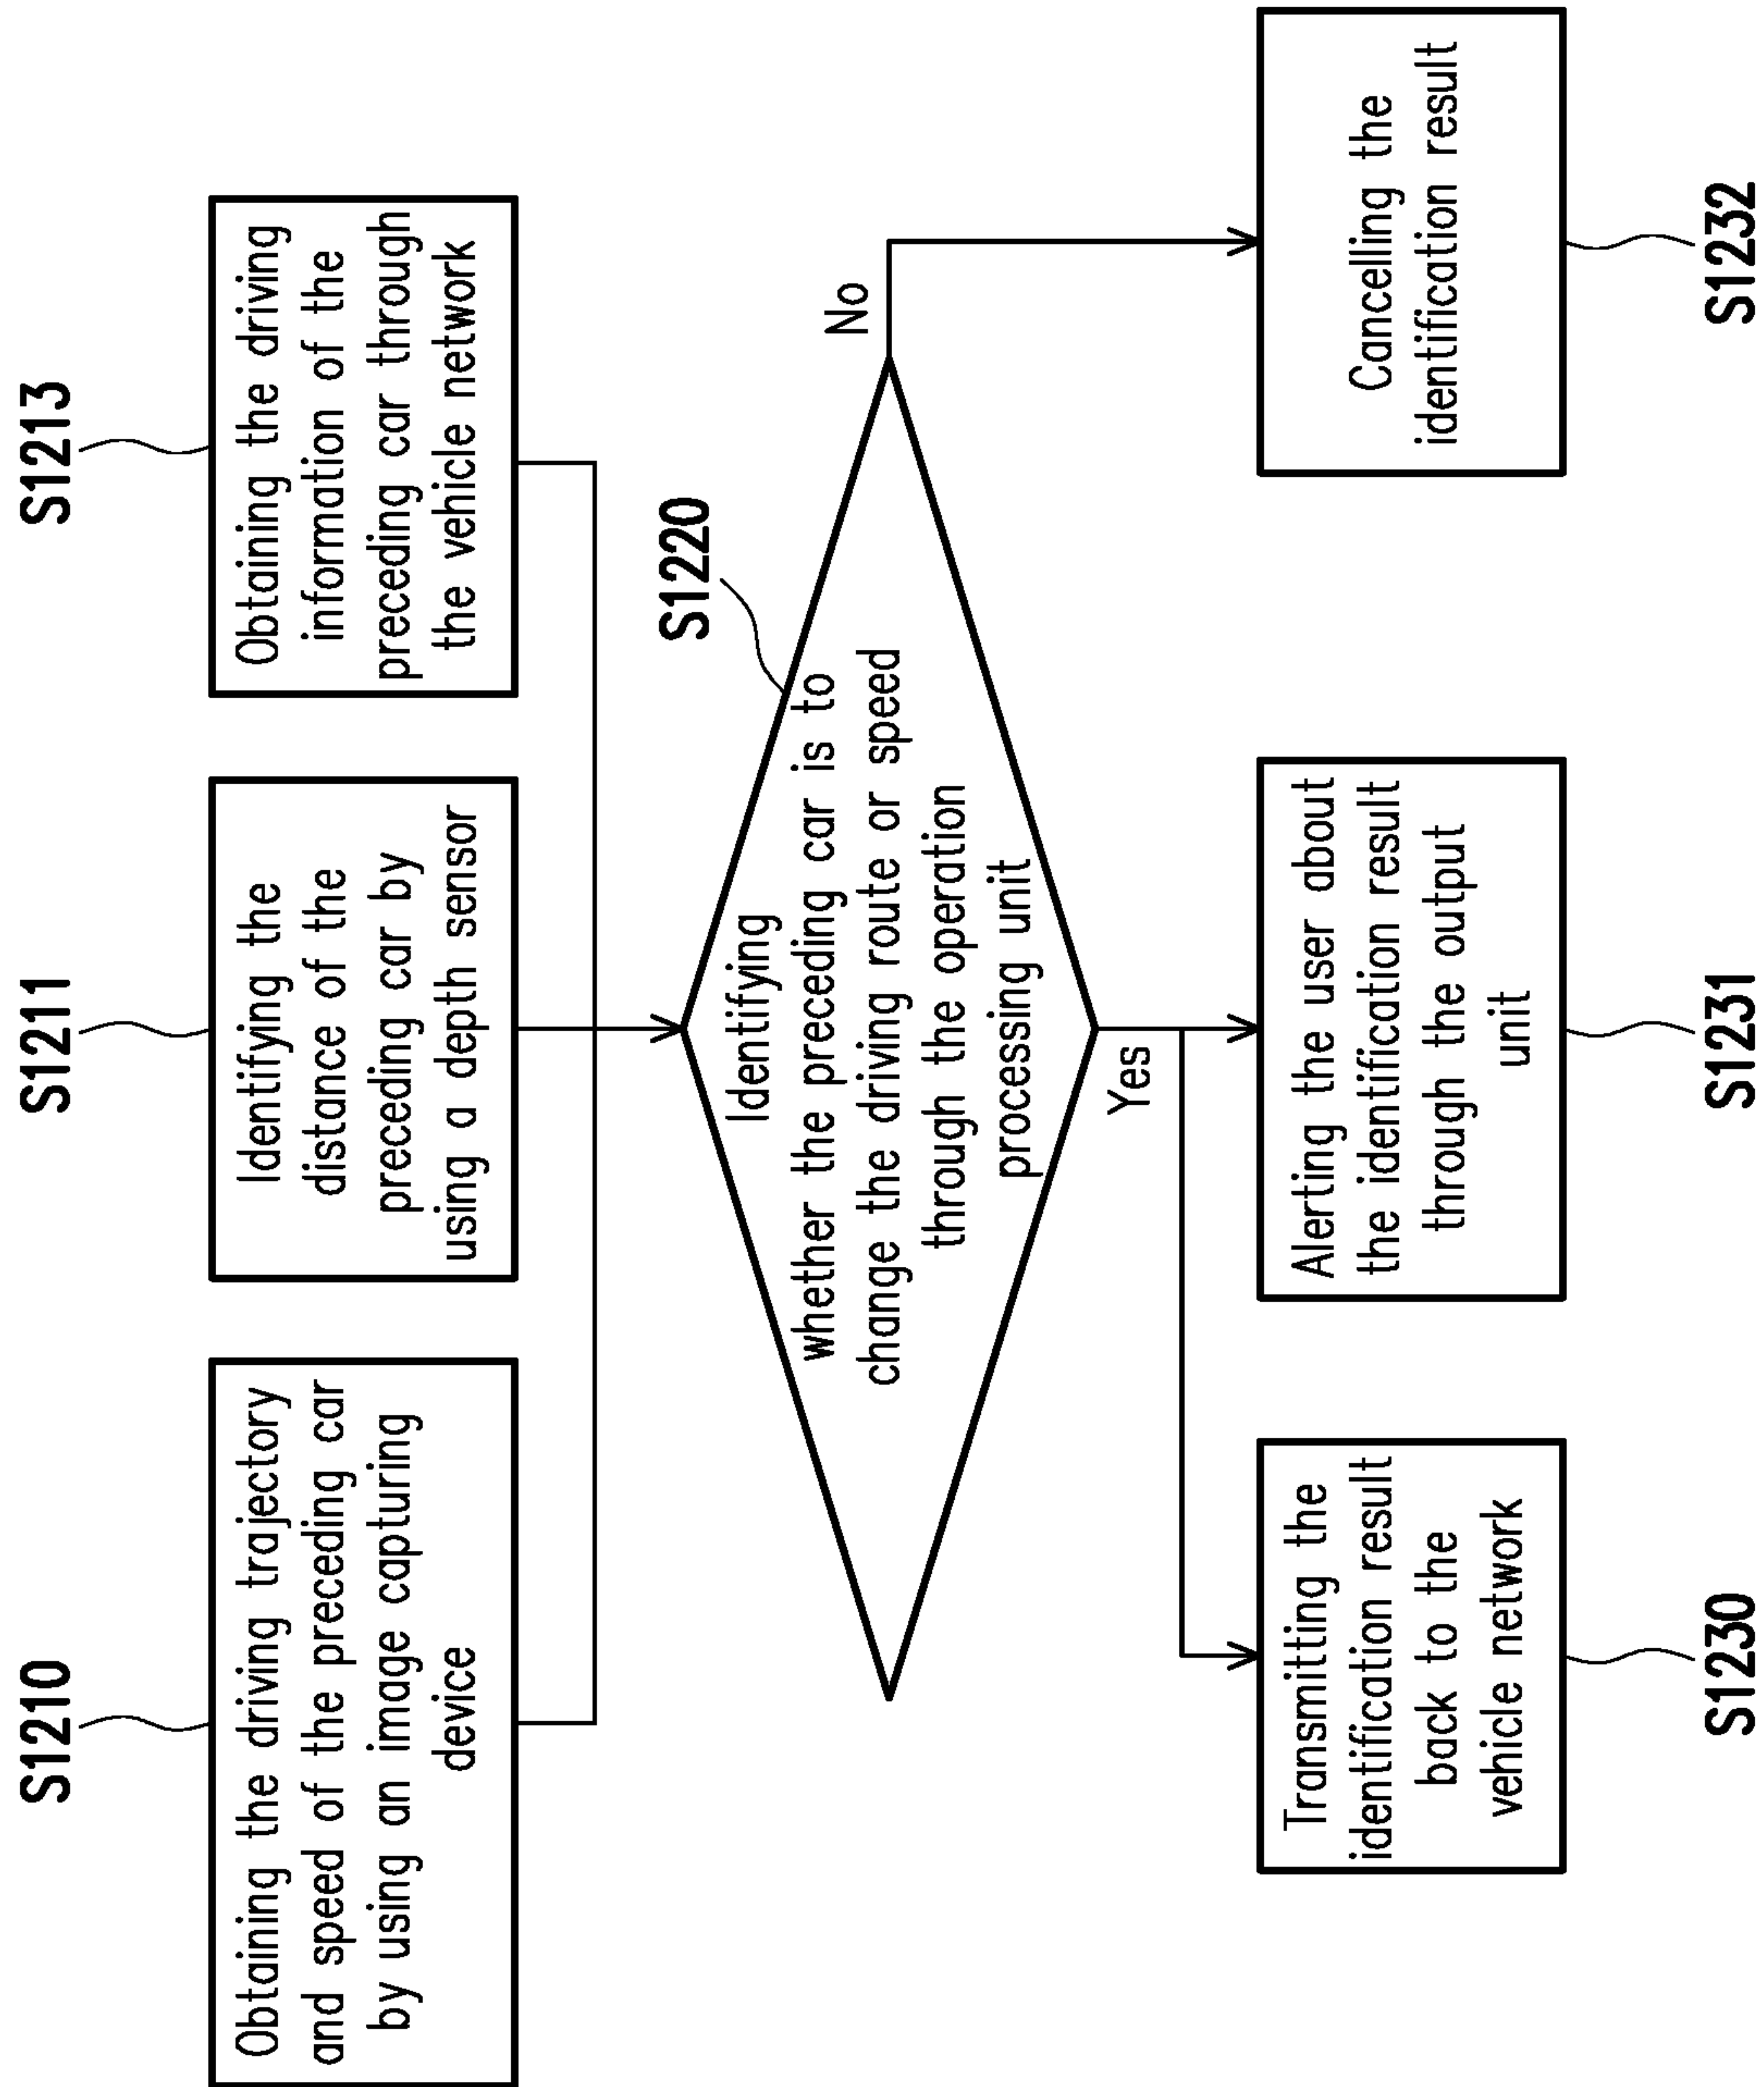 S1210
Obtaining the driving trajectory
and speed of the preceding car
by using an image capturing
device
S1211
Identifying the
distance of the
preceding car by
using a depth sensor
S1213
Obtaining the driving
information of the
preceding car through
the vehicle network
S1220
Identifying
whether the preceding car is to
change the driving route or speed
through the operation
processing unit
Yes
No
Transmitting the
identification result
back to the
vehicle network
S1230
Alerting the user about
the identification result
through the output
unit
S1231
Cancelling the
identification result
S1232